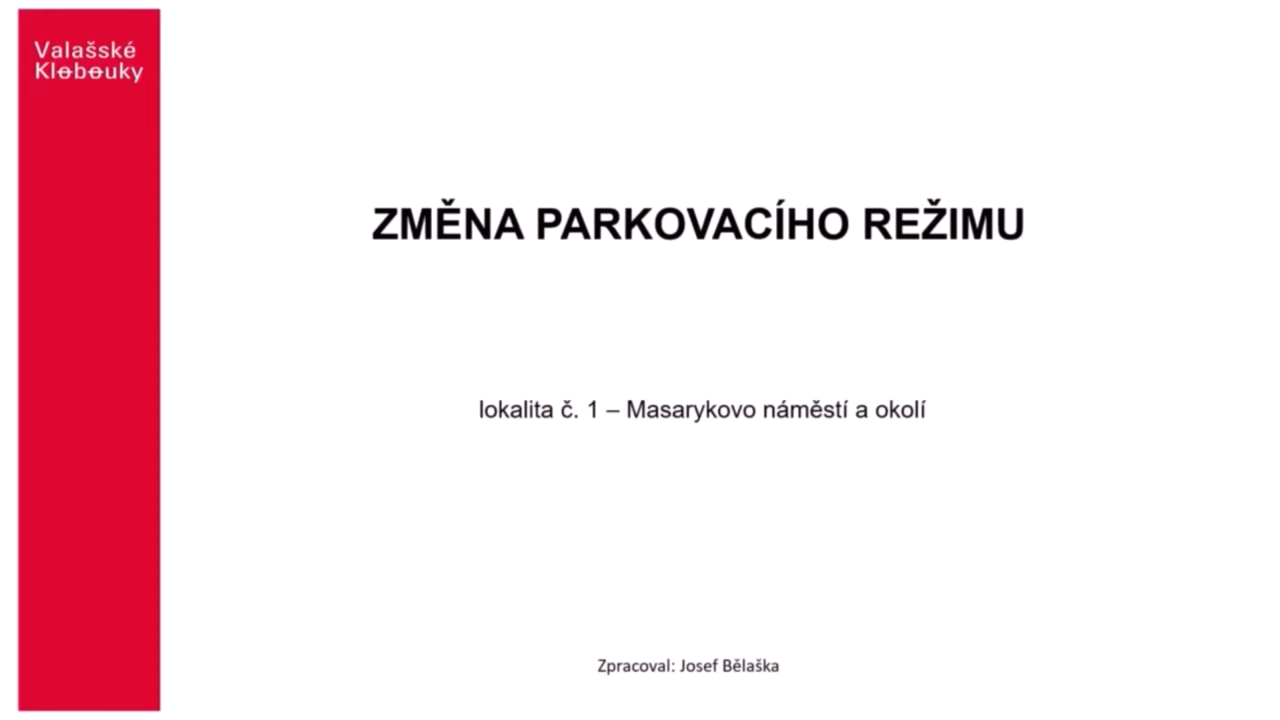 Valašské
Klobouky
ZMĚNA PARKOVACÍHO REŽIMU
lokalita č. 1 – Masarykovo náměstí a okolí
Zpracoval: Josef Bělaška